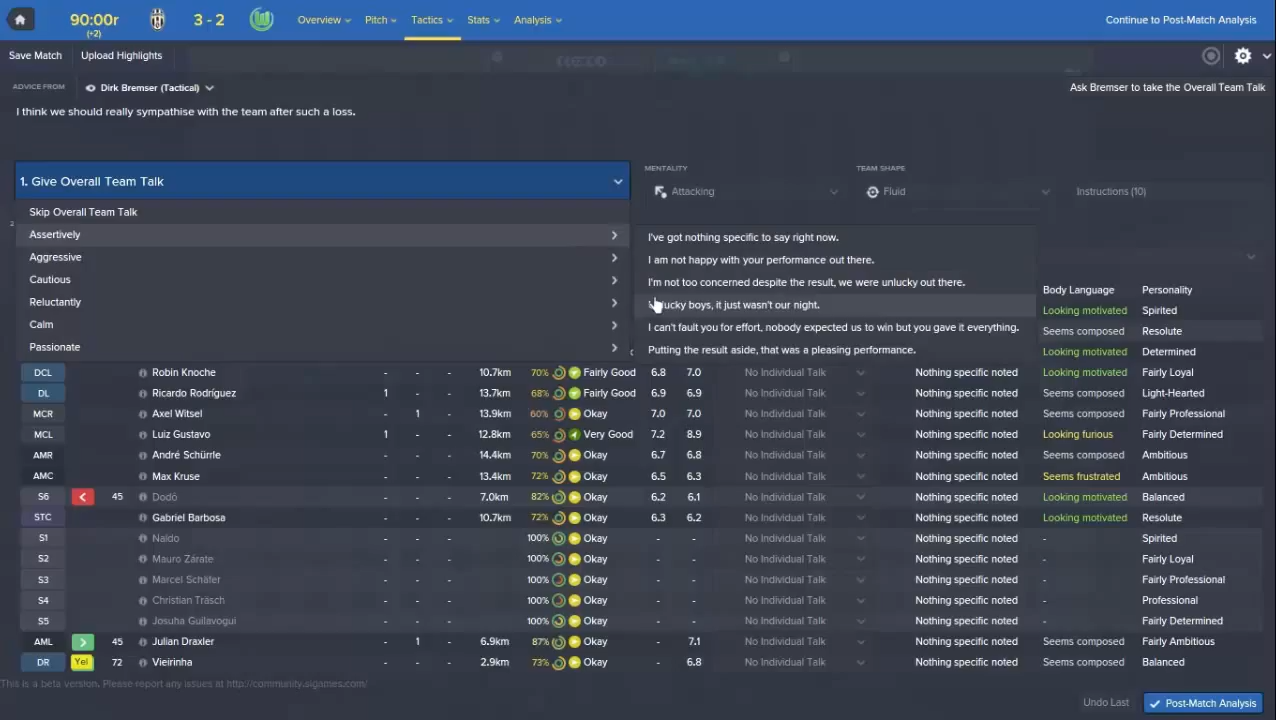 90:00r 3 - 2 Overview Pitch Tactics Stats Analysis Continue to Post-Match Analysis
(+2)
Save Match Upload Highlights
ADVICE FROM Dirk Bremser (Tactical) Ask Bremser to take the Overall Team Talk
I think we should really sympathise with the team after such a loss.
MENTALITY TEAM SHAPE
1. Give Overall Team Talk Attacking Fluid Instructions (10)
Skip Overall Team Talk
Assertively I've got nothing specific to say right now.
Aggressive I am not happy with your performance out there.
Cautious I'm not too concerned despite the result, we were unlucky out there.
Body Language Personality
Reluctantly lucky boys, it just wasn't our night.
Looking motivated Spirited
Calm I can't fault you for effort, nobody expected us to win but you gave it everything.
Seems composed Resolute
Passionate Putting the result aside, that was a pleasing performance.
Looking motivated Determined
DCL Robin Knoche - - - 10.7km 70% Fairly Good 6.8 7.0 No Individual Talk Nothing specific noted Looking motivated Fairly Loyal
DL Ricardo Rodríguez 1 - - 13.7km 68% Fairly Good 6.9 6.9 No Individual Talk Nothing specific noted Seems composed Light-Hearted
MCR Axel Witsel - 1 - 13.9km 60% Okay 7.0 7.0 No Individual Talk Nothing specific noted Seems composed Fairly Professional
MCL Luiz Gustavo 1 - - 12.8km 65% Very Good 7.2 8.9 No Individual Talk Nothing specific noted Looking furious Fairly Determined
AMR André Schürrle - - - 14.4km 70% Okay 6.7 6.8 No Individual Talk Nothing specific noted Seems composed Ambitious
AMC Max Kruse - - - 13.4km 72% Okay 6.5 6.3 No Individual Talk Nothing specific noted Seems frustrated Ambitious
S6 45 Dodô - - - 7.0km 82% Okay 6.2 6.1 No Individual Talk Nothing specific noted Looking motivated Balanced
STC Gabriel Barbosa - - - 10.7km 72% Okay 6.3 6.2 No Individual Talk Nothing specific noted Looking motivated Resolute
S1 Naldo - - - 100% Okay - - No Individual Talk Nothing specific noted - Spirited
S2 Mauro Zárate - - - 100% Okay - - No Individual Talk Nothing specific noted - Fairly Loyal
S3 Marcel Schäfer - - - 100% Okay - - No Individual Talk Nothing specific noted - Fairly Professional
S4 Christian Träsch - - - 100% Okay - - No Individual Talk Nothing specific noted - Professional
S5 Josuha Guilavogui - - - 100% Okay - - No Individual Talk Nothing specific noted - Fairly Determined
AML 45 Julian Draxler - 1 - 6.9km 87% Okay - 7.1 No Individual Talk Nothing specific noted Seems composed Fairly Ambitious
DR Yel 72 Vieirinha - - - 2.9km 73% Okay - 6.8 No Individual Talk Nothing specific noted Seems composed Balanced
This is a beta version. Please report any issues at http://community.sigames.com/
Undo Last Post-Match Analysis